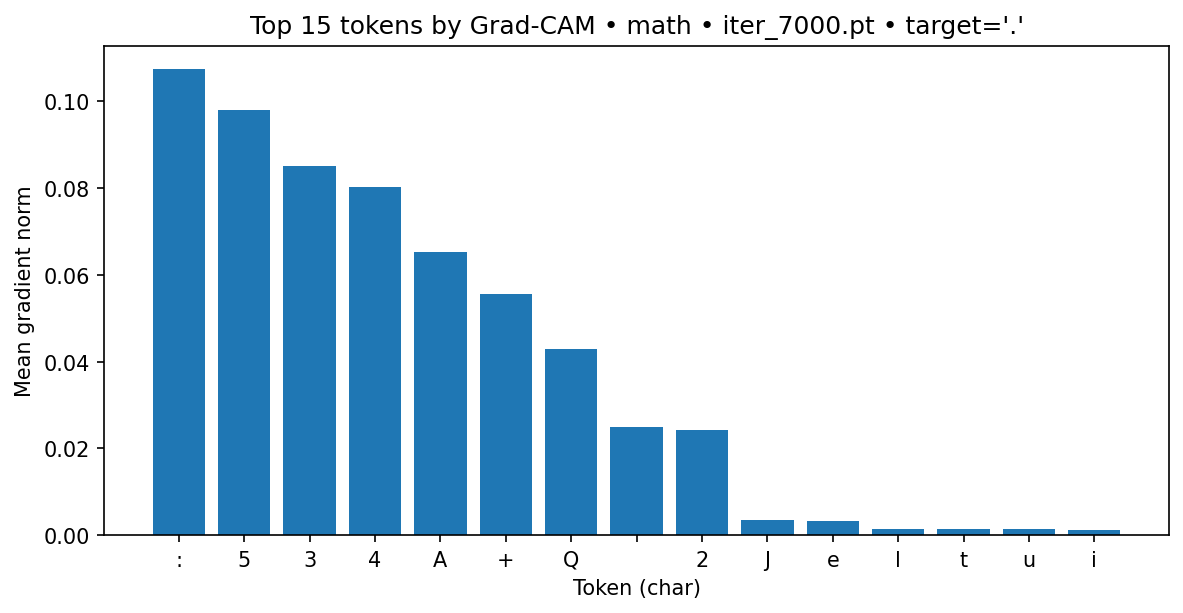 Top 15 tokens by Grad-CAM • math • iter_7000.pt • target='.'
Mean gradient norm
0.10
0.08
0.06
0.04
0.02
0.00
: 5 3 4 A + Q 2 J e l t u i
Token (char)